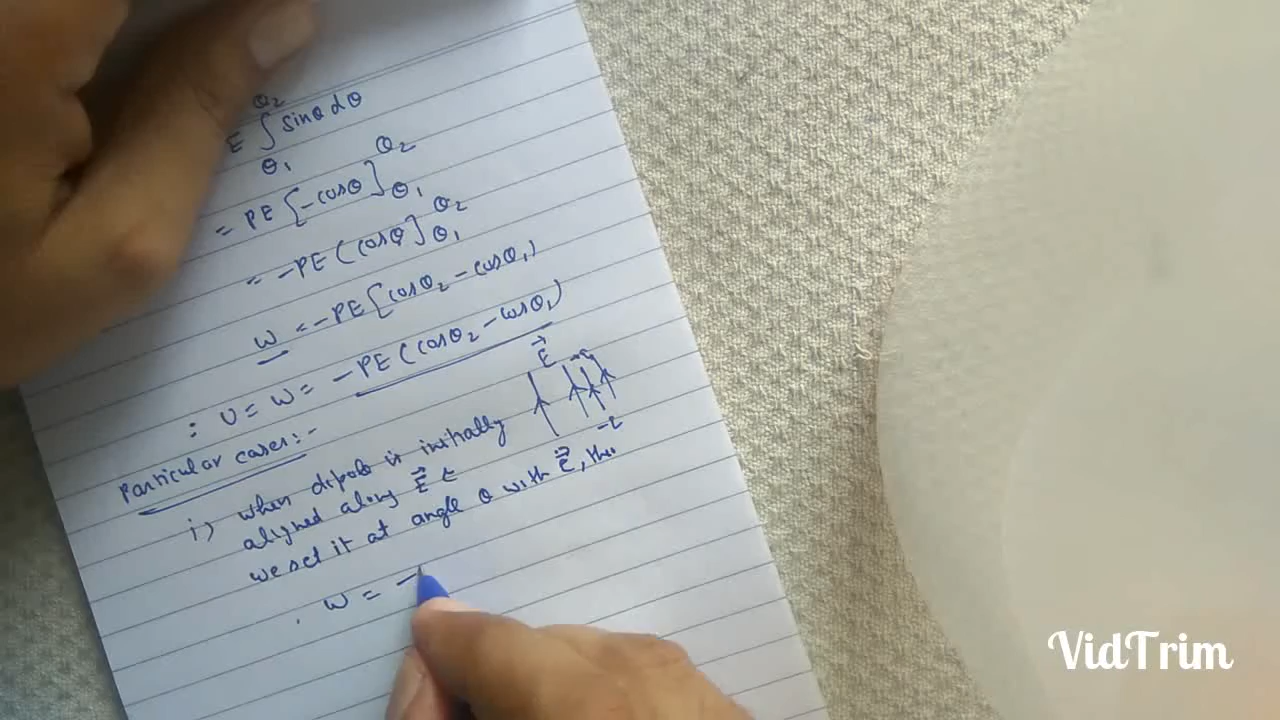 E ∫ sinθ dθ
θ2
θ1
= PE [-cosθ] θ2 θ1
= -PE (cosθ] θ2 θ1
W = -PE [cosθ2 - cosθ1)
: U = W = -PE (cosθ2 - cosθ1)
Particular cases:-
i) when dipole is initially
aligned along E⃗ &
we set it at angle θ with E⃗, then
W = -
E⃗
VidTrim